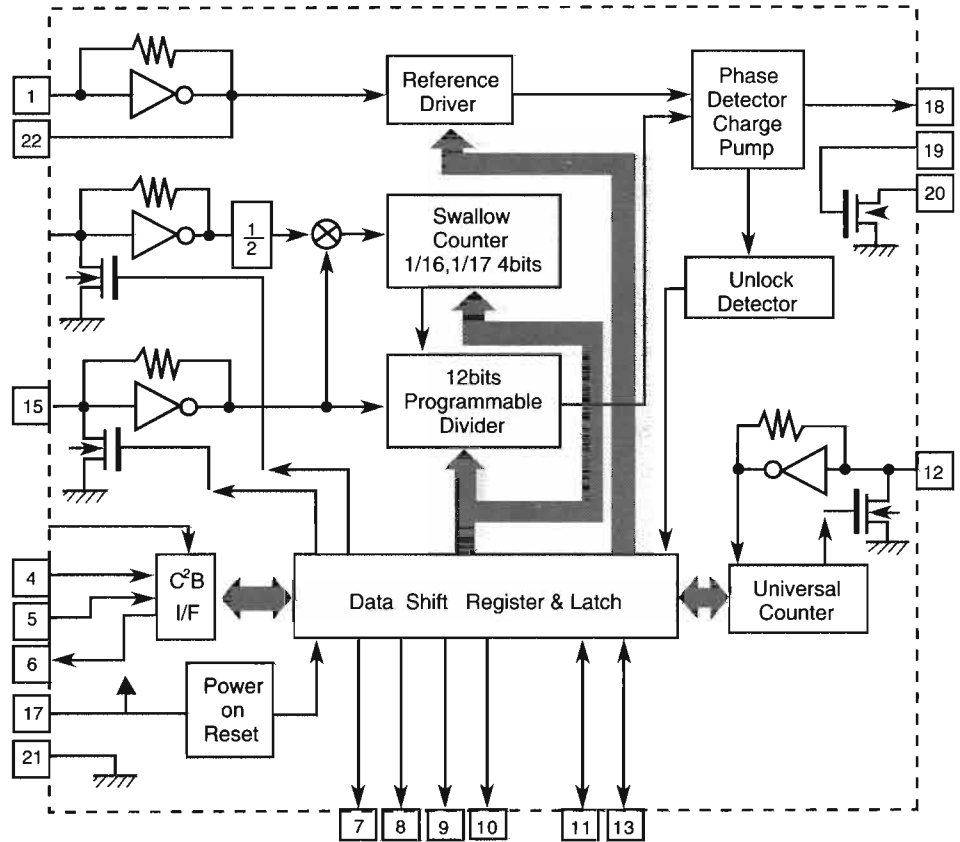 1
22
Reference
Driver
Phase
Detector
Charge
Pump
18
19
20
1
2
Swallow
Counter
1/16,1/17 4bits
Unlock
Detector
15
12bits
Programmable
Divider
12
4
5
6
C²B
I/F
Data Shift Register & Latch
Universal
Counter
17
Power
on
Reset
21
7
8
9
10
11
13